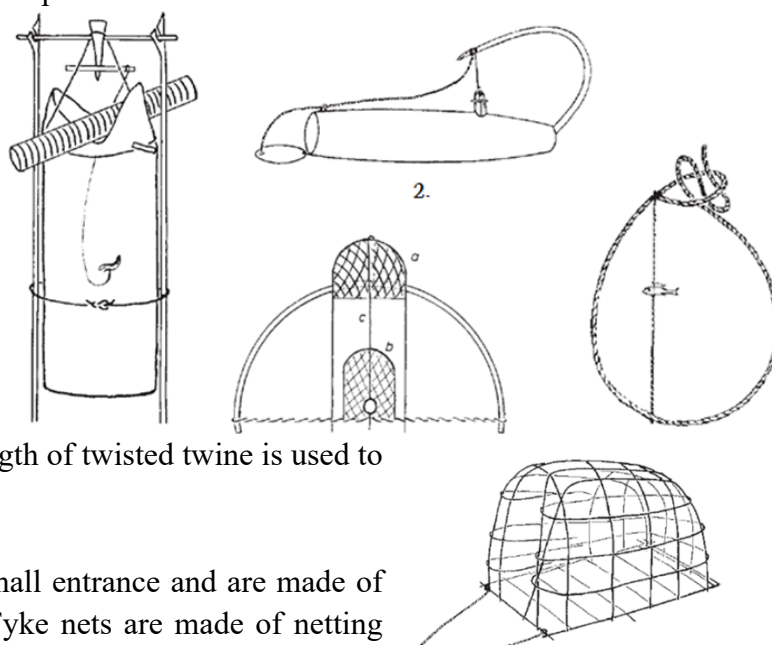 2.
a
c
b
gth of twisted twine is used to
nall entrance and are made of
yke nets are made of netting